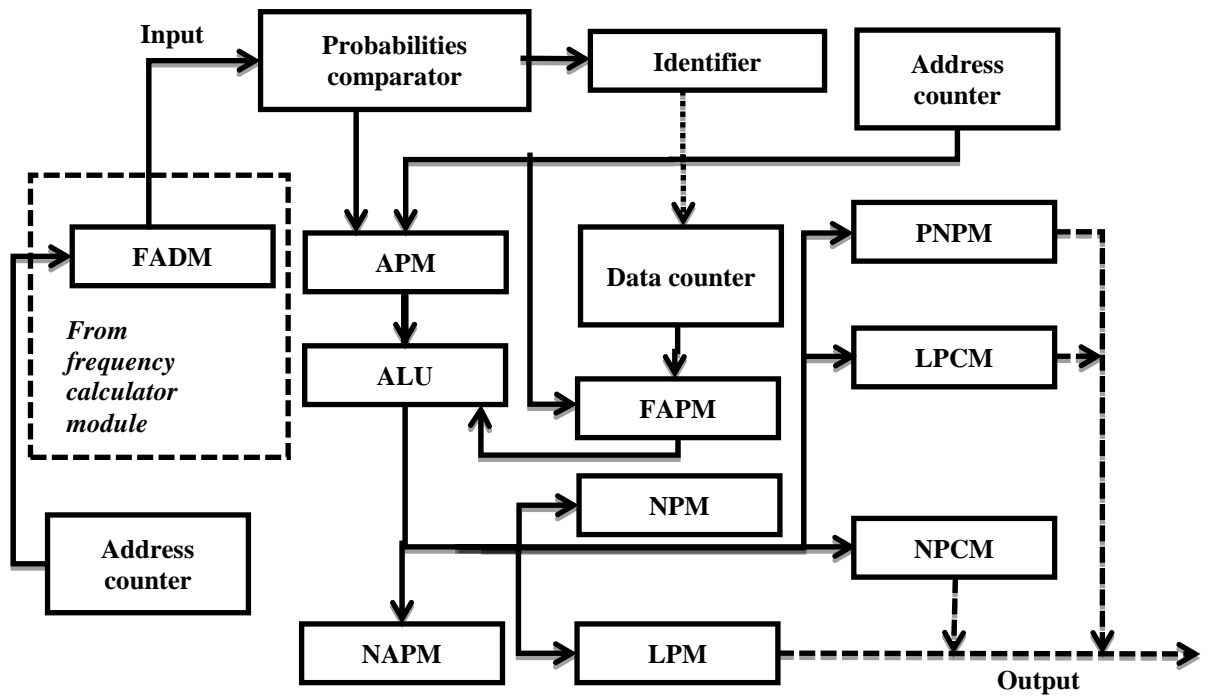 Input
Probabilities
comparator
Identifier
Address
counter
FADM
From
frequency
calculator
module
APM
Data counter
PNPM
ALU
FAPM
LPCM
NPM
Address
counter
NPCM
NAPM
LPM
Output